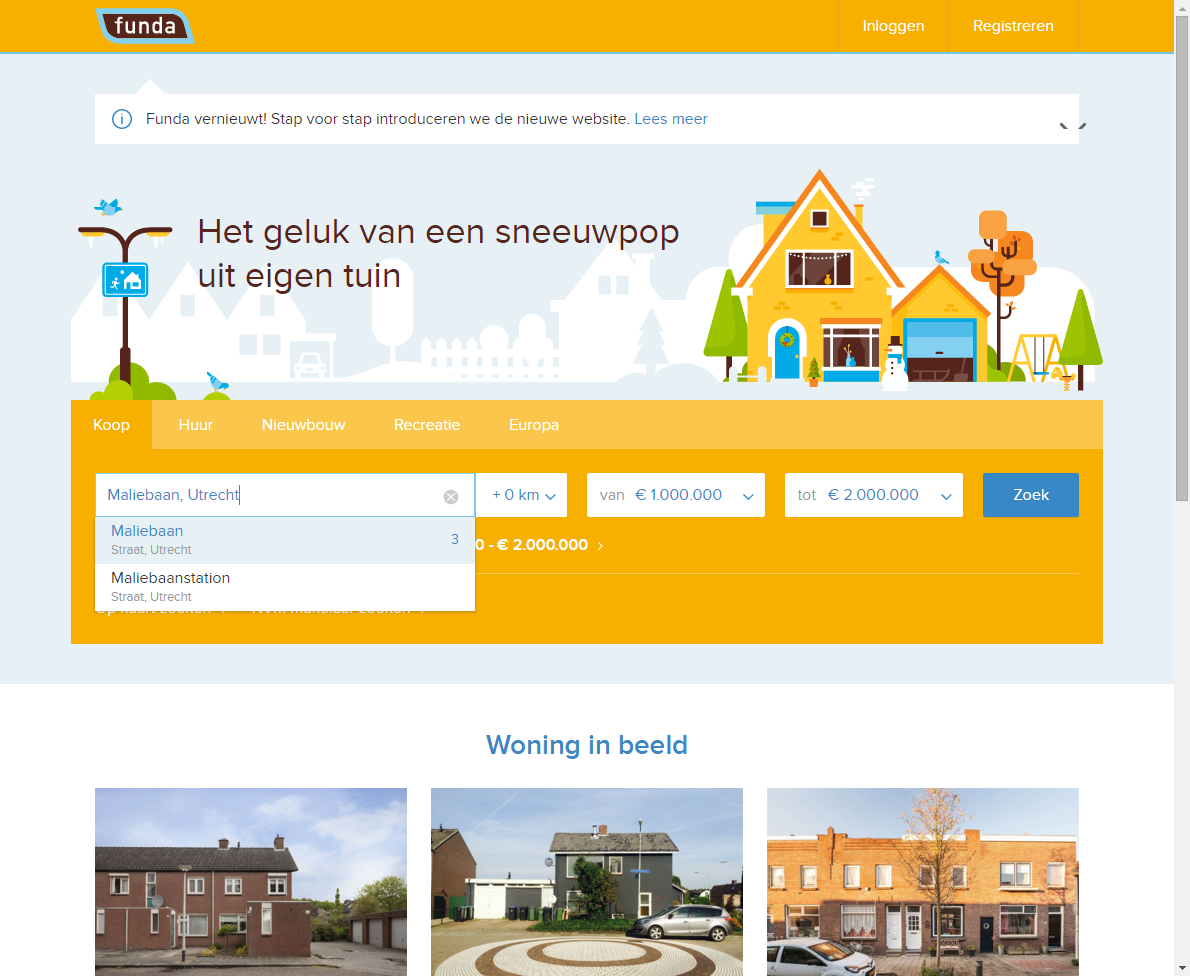 funda
Inloggen
Registreren
Funda vernieuwt! Stap voor stap introduceren we de nieuwe website. Lees meer
Het geluk van een sneeuwpop
uit eigen tuin
Koop
Huur
Nieuwbouw
Recreatie
Europa
Maliebaan, Utrecht
+ 0 km
van € 1.000.000
tot € 2.000.000
Zoek
Maliebaan
Straat, Utrecht
3
0 - € 2.000.000
Maliebaanstation
Straat, Utrecht
Woning in beeld